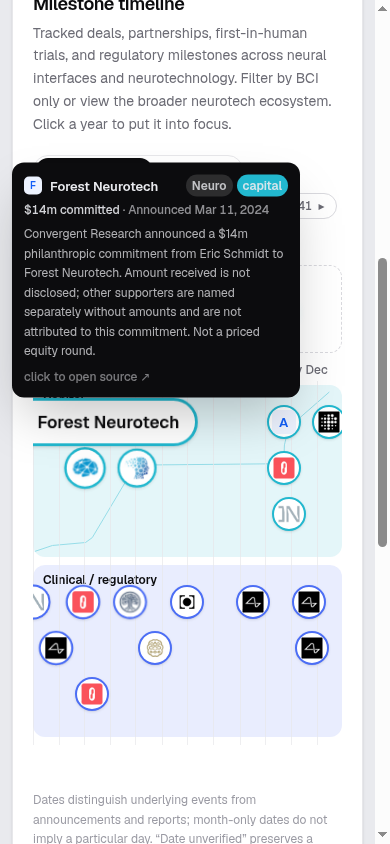 Milestone timeline
Tracked deals, partnerships, first-in-human
trials, and regulatory milestones across neural
interfaces and neurotechnology. Filter by BCI
only or view the broader neuro ecosystem.
Click a year to put it into focus.
F Forest Neurotech Neuro capital
$14m committed · Announced Mar 11, 2024
41 ▸
Convergent Research announced a $14m
philanthropic commitment from Eric Schmidt to
Forest Neurotech. Amount received is not
disclosed; other supporters are named
separately without amounts and are not
attributed to this commitment. Not a priced
equity round.
click to open source ↗
Dec
Forest Neurotech
A
Clinical / regulatory
Dates distinguish underlying events from
announcements and reports; month-only dates do not
imply a particular day. “Date unverified” preserves a